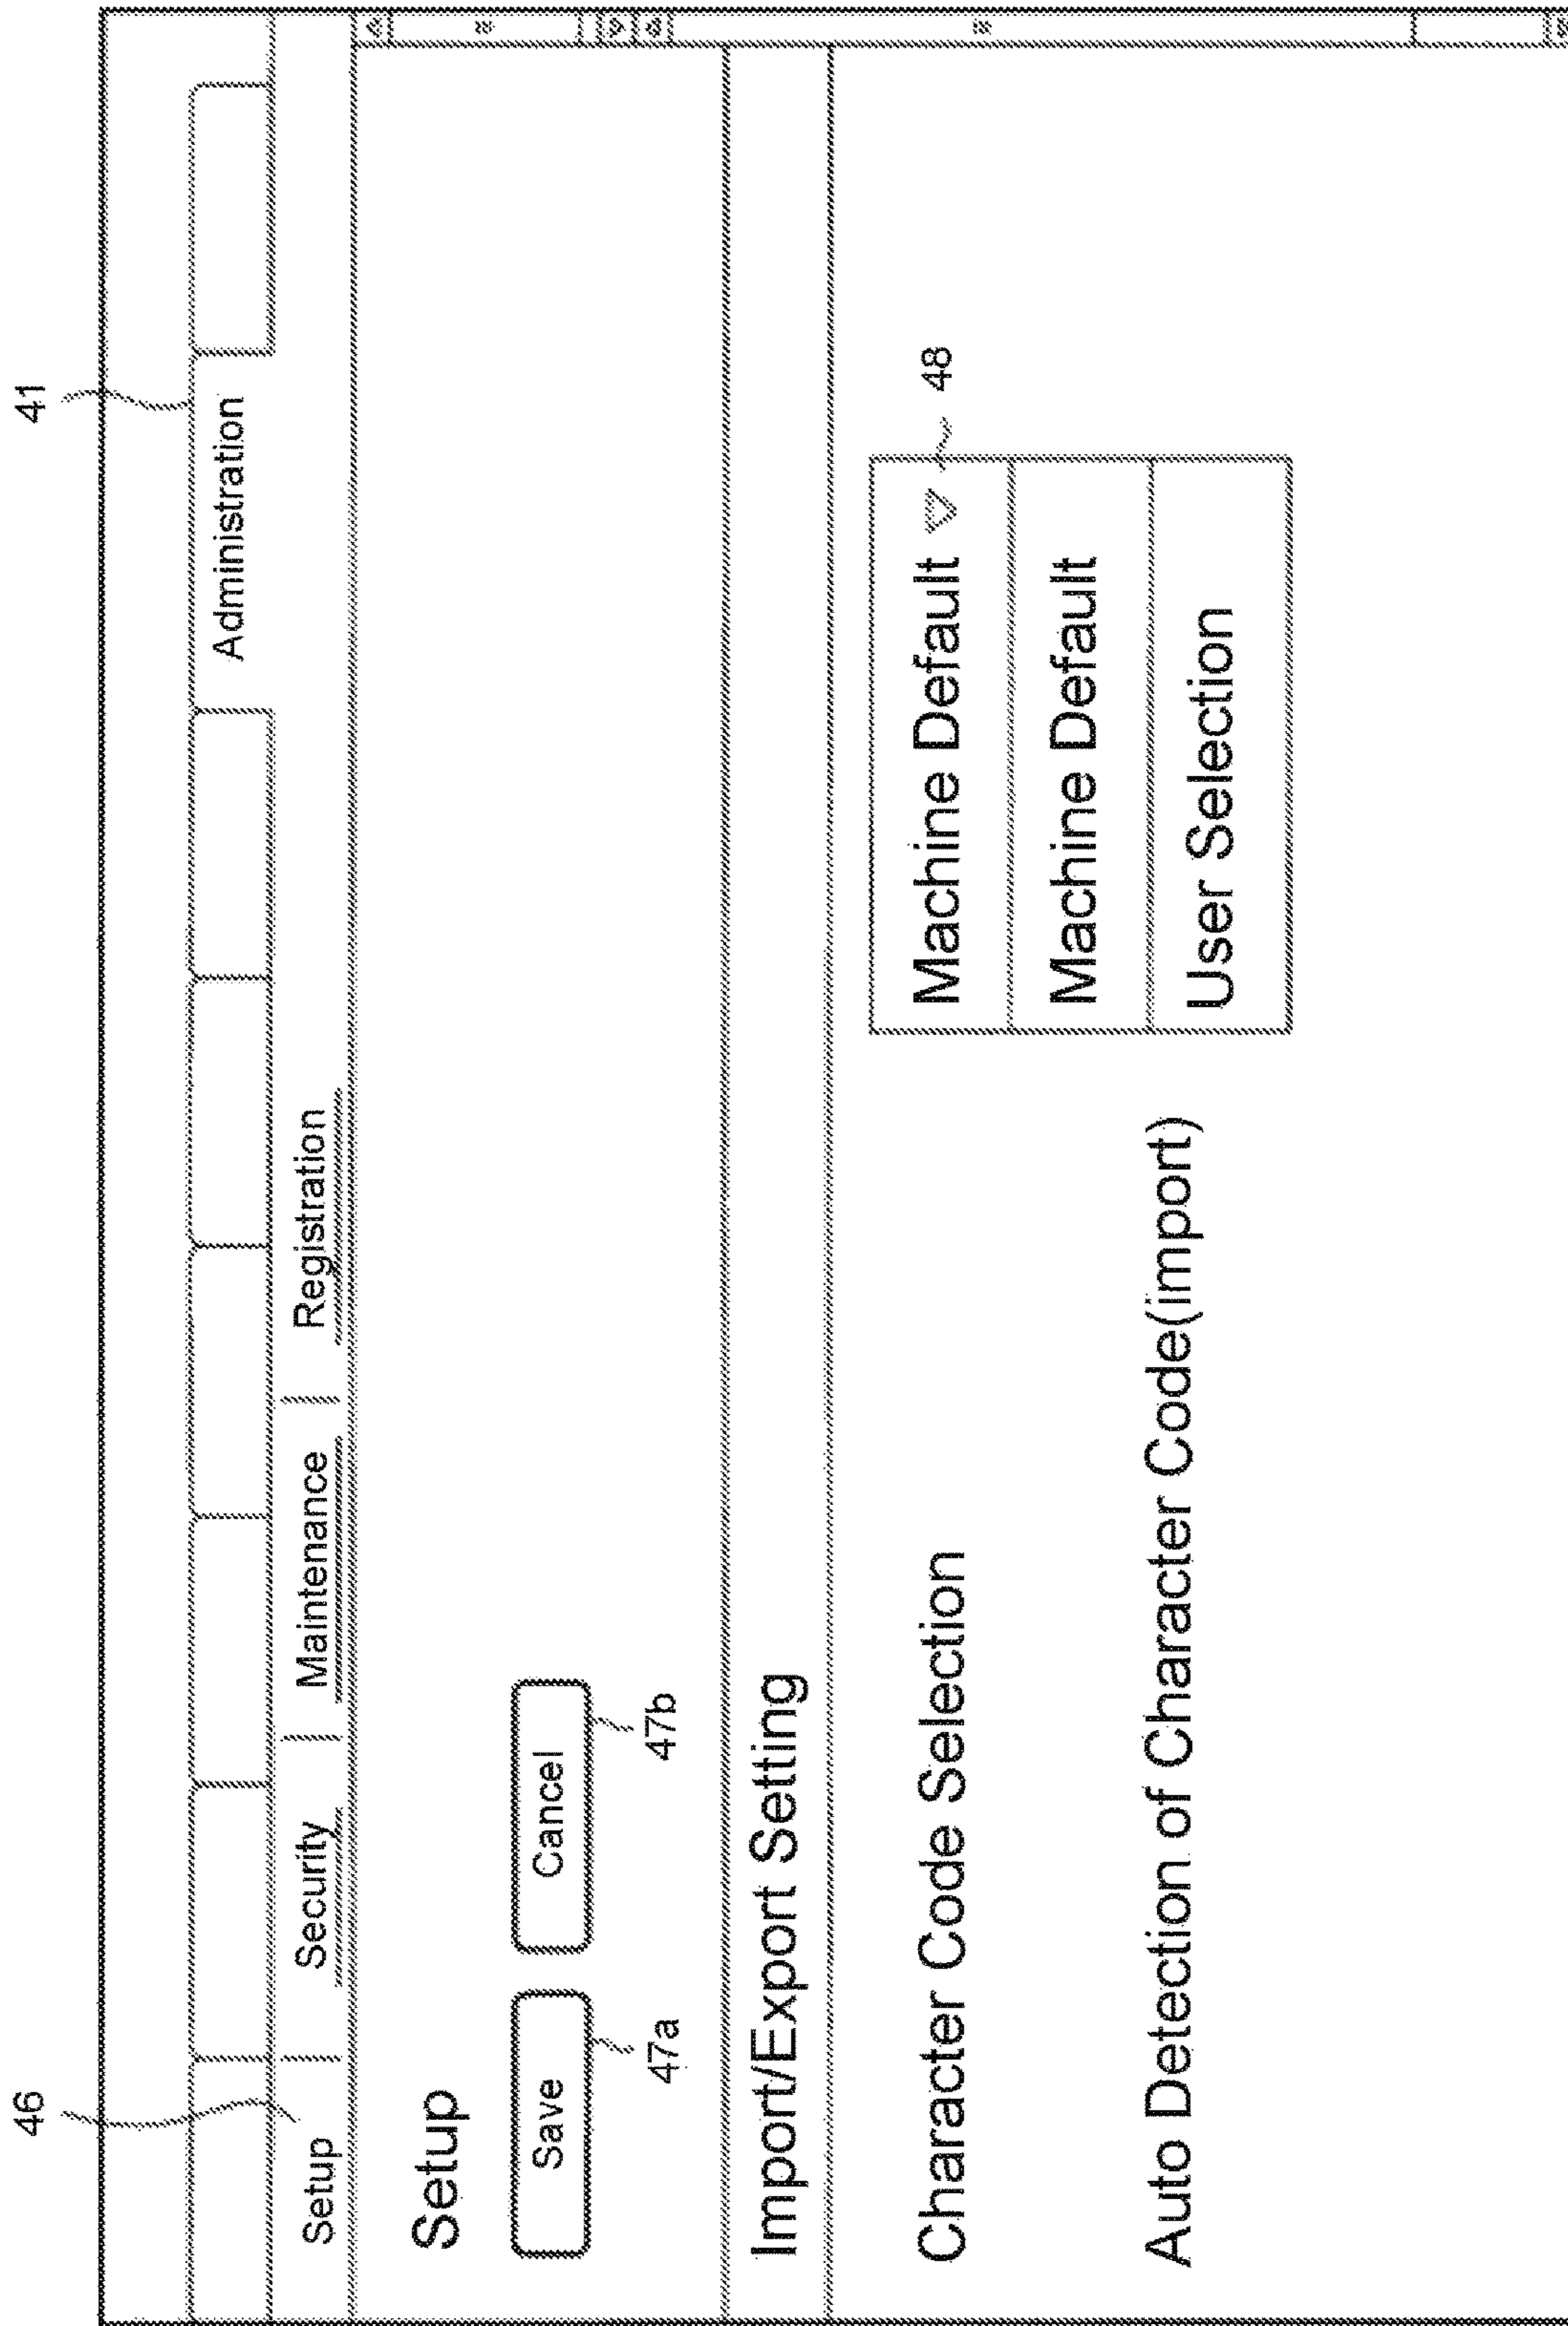 46
41
Administration
Setup
Security
Maintenance
Registration
Setup
Save
Cancel
47a
47b
Import/Export Setting
Character Code Selection
Machine Default
48
Machine Default
User Selection
Auto Detection of Character Code(import)